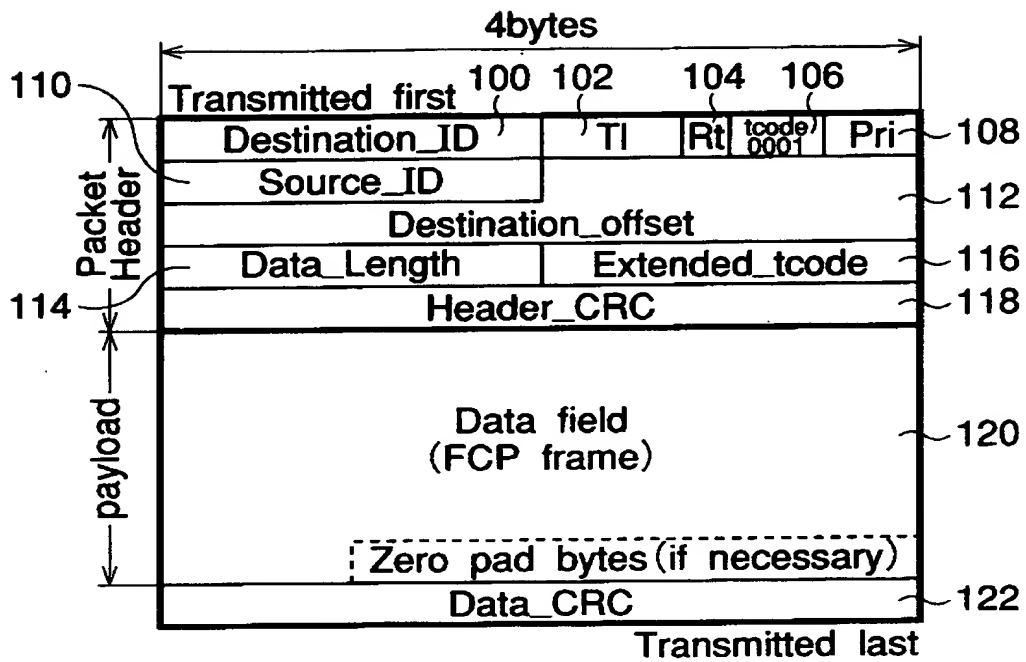 4bytes
110
100
102
104
106
Transmitted first
Destination_ID
Tl
Rt
tcode
0001
Pri
108
Source_ID
112
Destination_offset
Packet
Header
Data_Length
Extended_tcode
116
114
Header_CRC
118
payload
Data field
(FCP frame)
120
Zero pad bytes (if necessary)
Data_CRC
122
Transmitted last